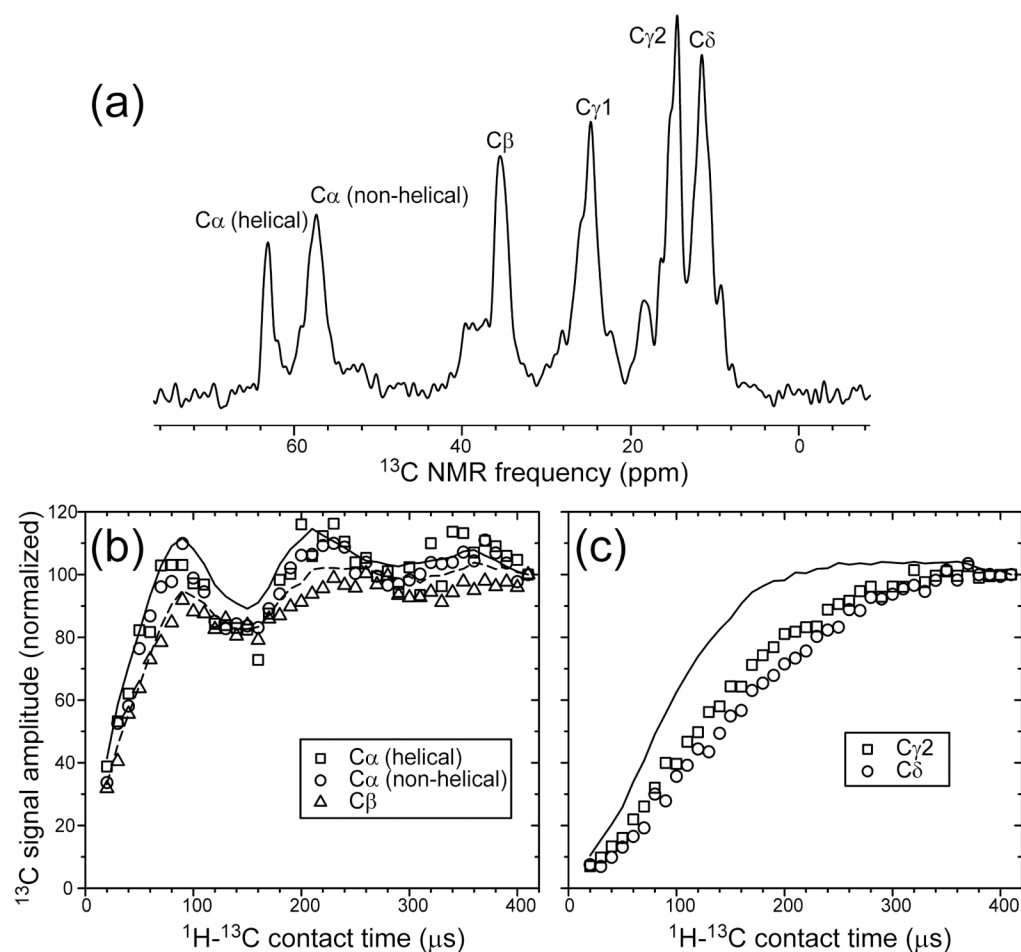 (a)
Cα (helical)
Cα (non-helical)
Cβ
Cγ1
Cγ2
Cδ
60 40 20 0
¹³C NMR frequency (ppm)
¹³C signal amplitude (normalized)
120
100
80
60
40
20
0
(b)
Cα (helical)
Cα (non-helical)
Cβ
0 100 200 300 400
¹H-¹³C contact time (μs)
(c)
Cγ2
Cδ
0 100 200 300 400
¹H-¹³C contact time (μs)